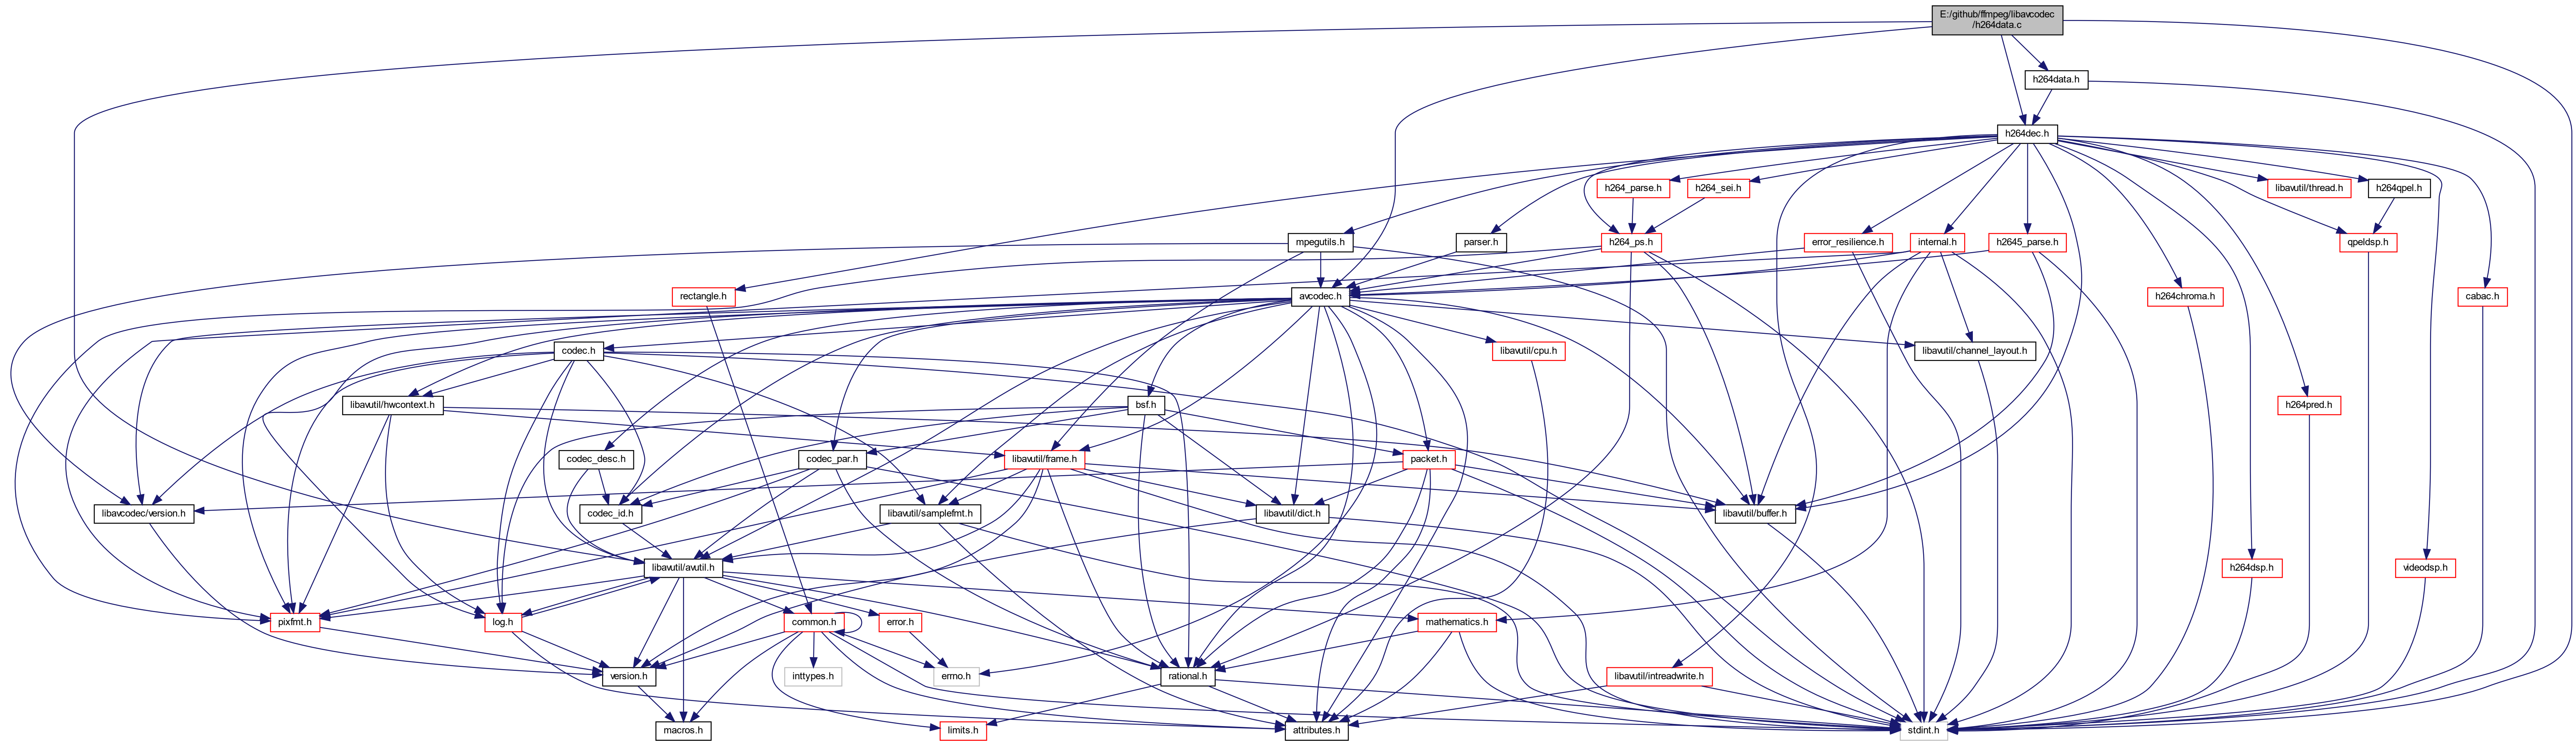 E:/github/ffmpeg/libavcodec
/h264data.c
h264data.h
h264dec.h
h264_parse.h
h264_sei.h
libavutil/thread.h
h264qpel.h
mpegutils.h
parser.h
h264_ps.h
error_resilience.h
internal.h
h2645_parse.h
qpeldsp.h
rectangle.h
avcodec.h
h264chroma.h
cabac.h
codec.h
libavutil/cpu.h
libavutil/channel_layout.h
libavutil/hwcontext.h
bsf.h
h264pred.h
codec_desc.h
codec_par.h
libavutil/frame.h
packet.h
libavcodec/version.h
codec_id.h
libavutil/samplefmt.h
libavutil/dict.h
libavutil/buffer.h
libavutil/avutil.h
h264dsp.h
videodsp.h
pixfmt.h
log.h
common.h
error.h
mathematics.h
version.h
inttypes.h
errno.h
rational.h
libavutil/intreadwrite.h
macros.h
limits.h
attributes.h
stdint.h